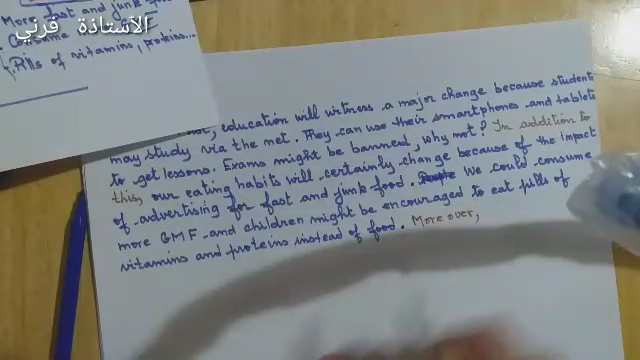 More fast and junk
الأستاذة قرني
Consume GMF
Pills of vitamins, proteins...
education will witness a major change because students
may study via the net. They can use their smartphones and tablets
to get lessons. Exams might be banned, why not? In addition to
this, our eating habits will certainly change because of the impact
of advertising for fast and junk food. We could consume
more GMF and children might be encouraged to eat pills of
vitamins and proteins instead of food. More over,